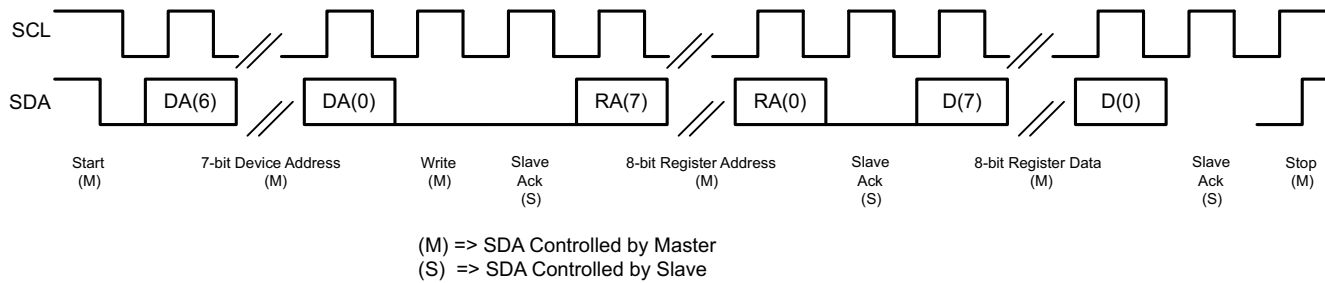 SCL
SDA
DA(6)
DA(0)
RA(7)
RA(0)
D(7)
D(0)
Start
(M)
7-bit Device Address
(M)
Write
(M)
Slave
Ack
(S)
8-bit Register Address
(M)
Slave
Ack
(S)
8-bit Register Data
(M)
Slave
Ack
(S)
Stop
(M)
(M) => SDA Controlled by Master
(S) => SDA Controlled by Slave